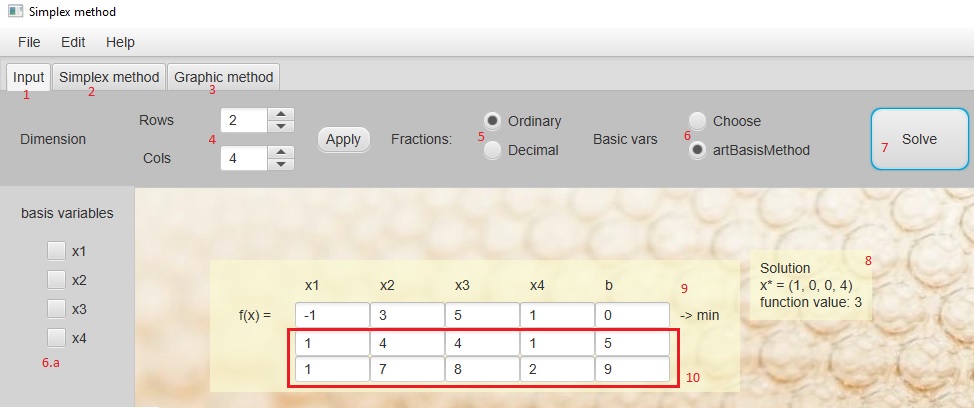 Simplex method
File Edit Help
Input Simplex method Graphic method
1 2 3
Dimension
Rows 2
4
Cols 4
Apply
Fractions:
5
Ordinary
Decimal
Basic vars
6
Choose
artBasisMethod
7 Solve
basis variables
x1
x2
x3
x4
6.a
x1 x2 x3 x4 b
9
f(x) = -1 3 5 1 0 -> min
1 4 4 1 5
1 7 8 2 9
10
8
Solution
x* = (1, 0, 0, 4)
function value: 3